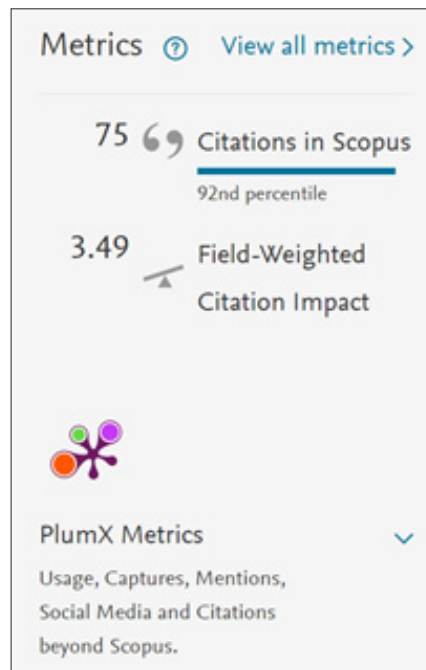 Metrics ? View all metrics >
75 Citations in Scopus
92nd percentile
3.49 Field-Weighted
Citation Impact
PlumX Metrics
Usage, Captures, Mentions,
Social Media and Citations
beyond Scopus.